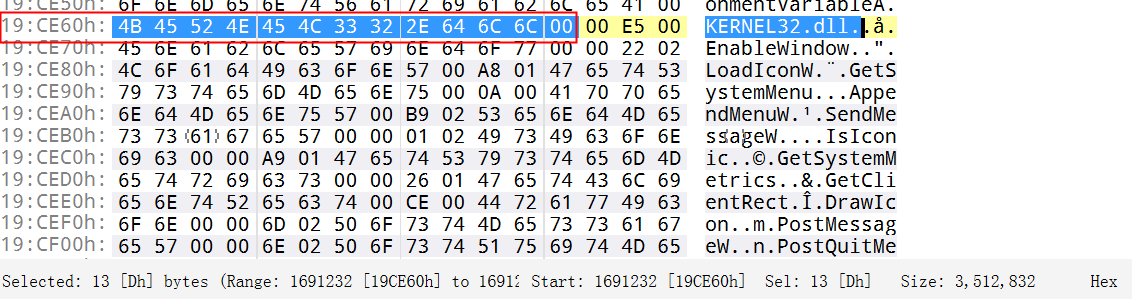 19:CE50h: 6F 6E 6D 65 6E 74 56 61 72 69 61 62 6C 65 41 00 onmentVariableA.
19:CE60h: 4B 45 52 4E 45 4C 33 32 2E 64 6C 6C 00 00 E5 00 KERNEL32.dll..å.
19:CE70h: 45 6E 61 62 6C 65 57 69 6E 64 6F 77 00 00 22 02 EnableWindow..".
19:CE80h: 4C 6F 61 64 49 63 6F 6E 57 00 A8 01 47 65 74 53 LoadIconW.¨.GetS
19:CE90h: 79 73 74 65 6D 4D 65 6E 75 00 0A 00 41 70 70 65 ystemMenu...Appe
19:CEA0h: 6E 64 4D 65 6E 75 57 00 B9 02 53 65 6E 64 4D 65 ndMenuW.¹.SendMe
19:CEB0h: 73 73 61 67 65 57 00 00 01 02 49 73 49 63 6F 6E ssageW....IsIcon
19:CEC0h: 69 63 00 00 A9 01 47 65 74 53 79 73 74 65 6D 4D ic..©.GetSystemM
19:CED0h: 65 74 72 69 63 73 00 00 26 01 47 65 74 43 6C 69 etrics..&.GetCli
19:CEE0h: 65 6E 74 52 65 63 74 00 CE 00 44 72 61 77 49 63 entRect.Î.DrawIc
19:CEF0h: 6F 6E 00 00 6D 02 50 6F 73 74 4D 65 73 73 61 67 on..m.PostMessag
19:CF00h: 65 57 00 00 6E 02 50 6F 73 74 51 75 69 74 4D 65 eW..n.PostQuitMe
Selected: 13 [Dh] bytes (Range: 1691232 [19CE60h] to 16912 Start: 1691232 [19CE60h] Sel: 13 [Dh] Size: 3,512,832 Hex